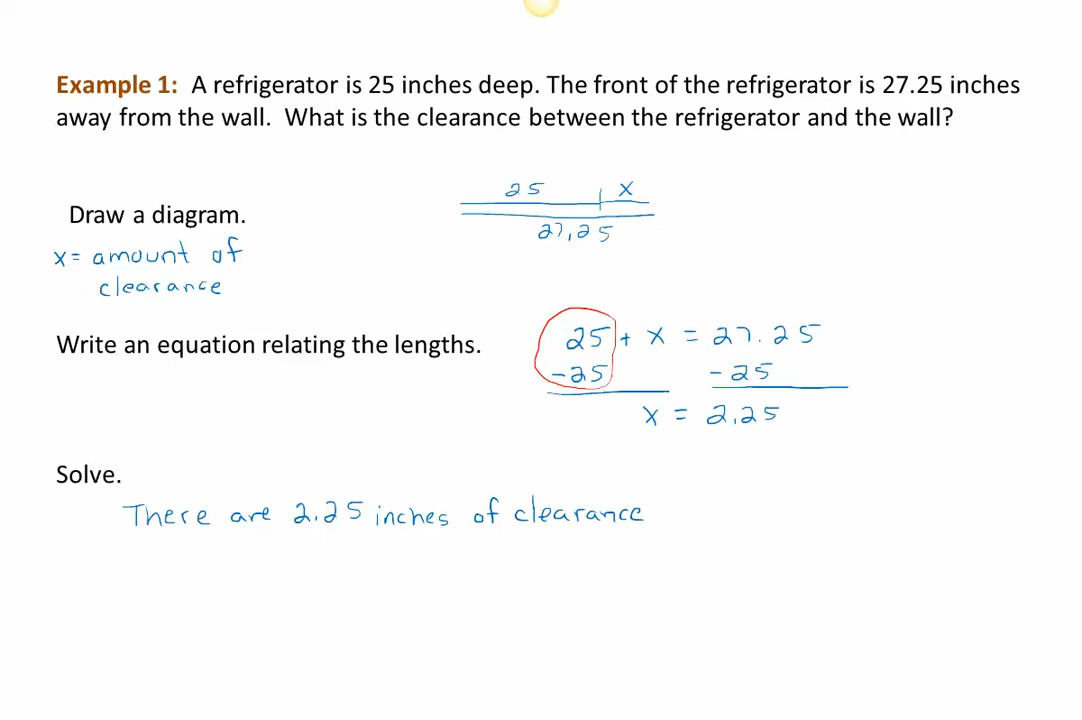 Example 1: A refrigerator is 25 inches deep. The front of the refrigerator is 27.25 inches
away from the wall. What is the clearance between the refrigerator and the wall?
25 x
27.25
Draw a diagram.
x = amount of
clearance
Write an equation relating the lengths.
25 + x = 27.25
-25 -25
x = 2.25
Solve.
There are 2.25 inches of clearance